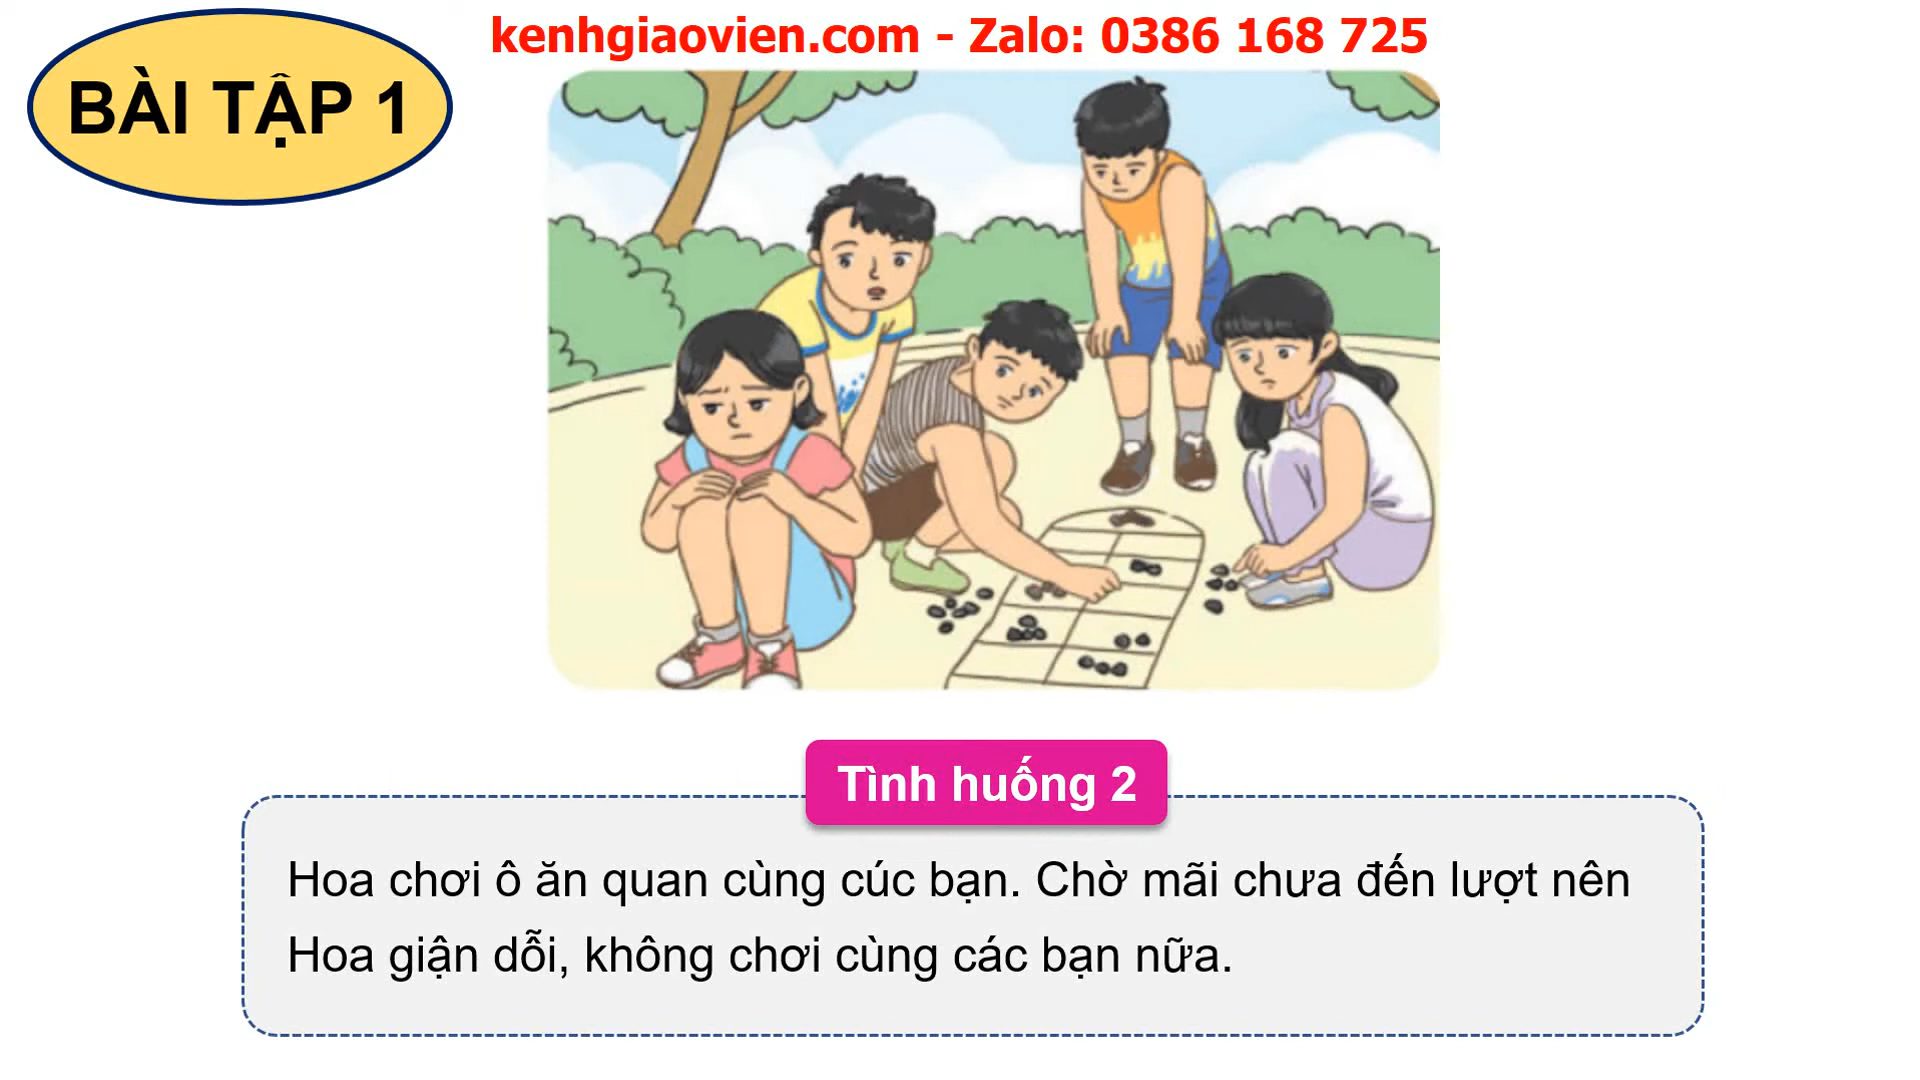 kenhgiaovien.com - Zalo: 0386 168 725
BÀI TẬP 1
Tình huống 2
Hoa chơi ô ăn quan cùng cúc bạn. Chờ mãi chưa đến lượt nên
Hoa giận dỗi, không chơi cùng các bạn nữa.